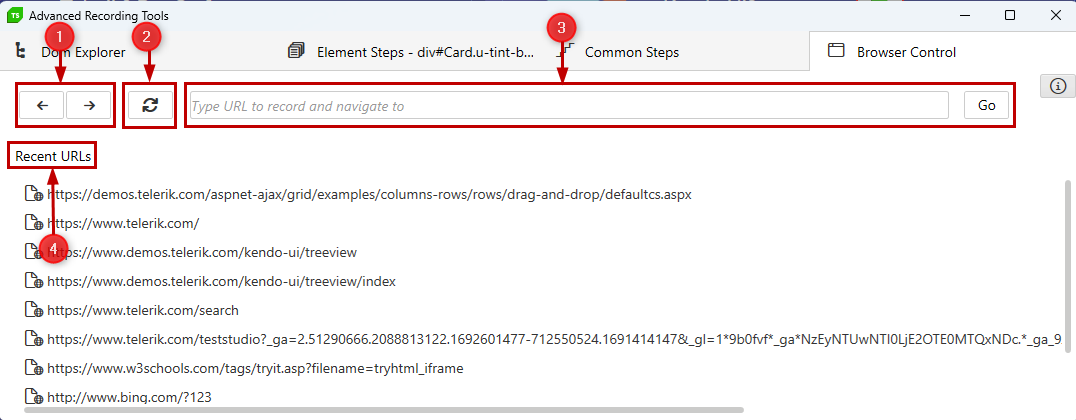 TS Advanced Recording Tools
1 2 3
Dom Explorer Element Steps - div#Card.u-tint-b... Common Steps Browser Control
Type URL to record and navigate to Go
Recent URLs
https://demos.telerik.com/aspnet-ajax/grid/examples/columns-rows/rows/drag-and-drop/defaultcs.aspx
https://www.telerik.com/
4
https://www.demos.telerik.com/kendo-ui/treeview
https://www.demos.telerik.com/kendo-ui/treeview/index
https://www.telerik.com/search
https://www.telerik.com/teststudio?_ga=2.51290666.2088813122.1692601477-712550524.1691414147&_gl=1*9b0fvf*_ga*NzEyNTUwNTI0LjE2OTE0MTQxNDc.*_ga_9
https://www.w3schools.com/tags/tryit.asp?filename=tryhtml_iframe
http://www.bing.com/?123